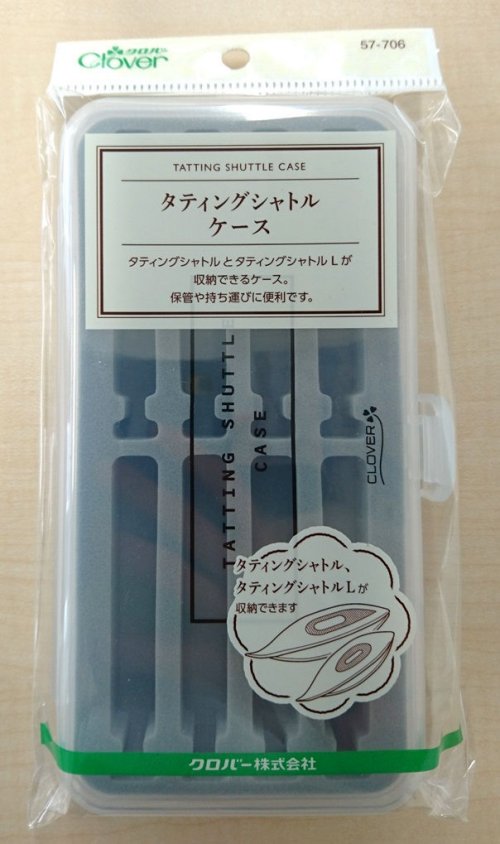 クロバー
Clover
57-706
TATTING SHUTTLE CASE
タティングシャトル
ケース
タティングシャトルとタティングシャトルLが
収納できるケース。
保管や持ち運びに便利です。
TATTING SHUTTLE
CASE
CLOVER
タティングシャトル、
タティングシャトルLが
収納できます
クロバー株式会社